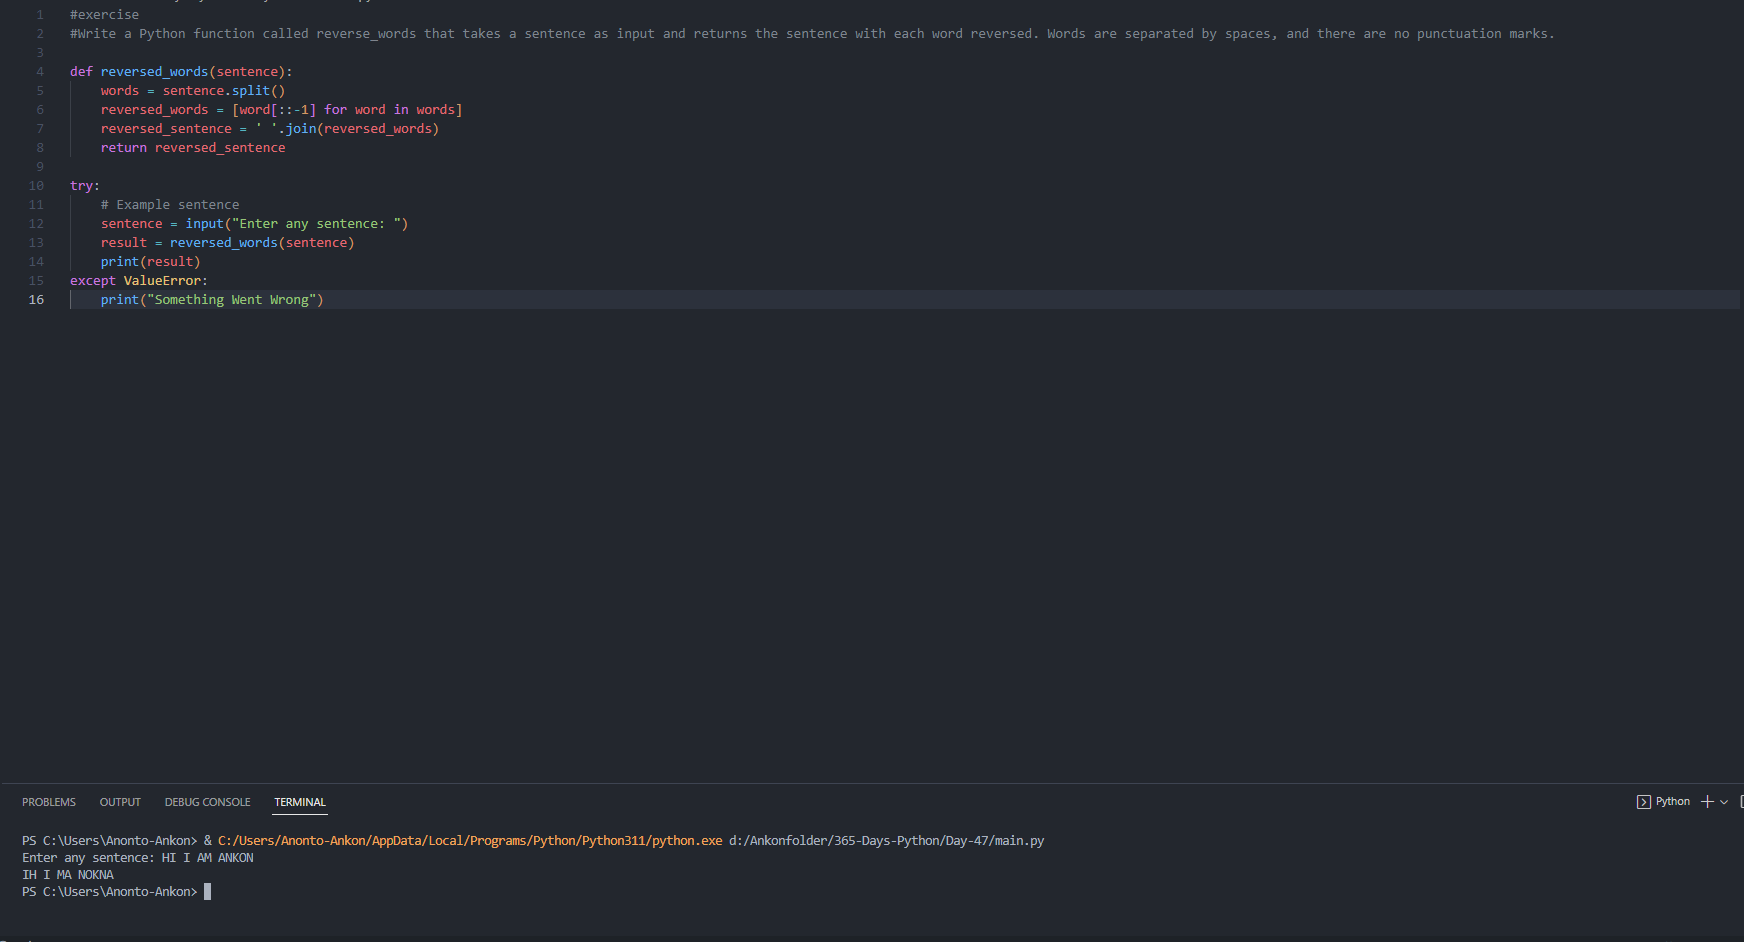 1 #exercise
2 #Write a Python function called reverse_words that takes a sentence as input and returns the sentence with each word reversed. Words are separated by spaces, and there are no punctuation marks.
3
4 def reversed_words(sentence):
5     words = sentence.split()
6     reversed_words = [word[::-1] for word in words]
7     reversed_sentence = ' '.join(reversed_words)
8     return reversed_sentence
9
10 try:
11     # Example sentence
12     sentence = input("Enter any sentence: ")
13     result = reversed_words(sentence)
14     print(result)
15 except ValueError:
16     print("Something Went Wrong")
PROBLEMS OUTPUT DEBUG CONSOLE TERMINAL Python
PS C:\Users\Anonto-Ankon> & C:/Users/Anonto-Ankon/AppData/Local/Programs/Python/Python311/python.exe d:/Ankonfolder/365-Days-Python/Day-47/main.py
Enter any sentence: HI I AM ANKON
IH I MA NOKNA
PS C:\Users\Anonto-Ankon>